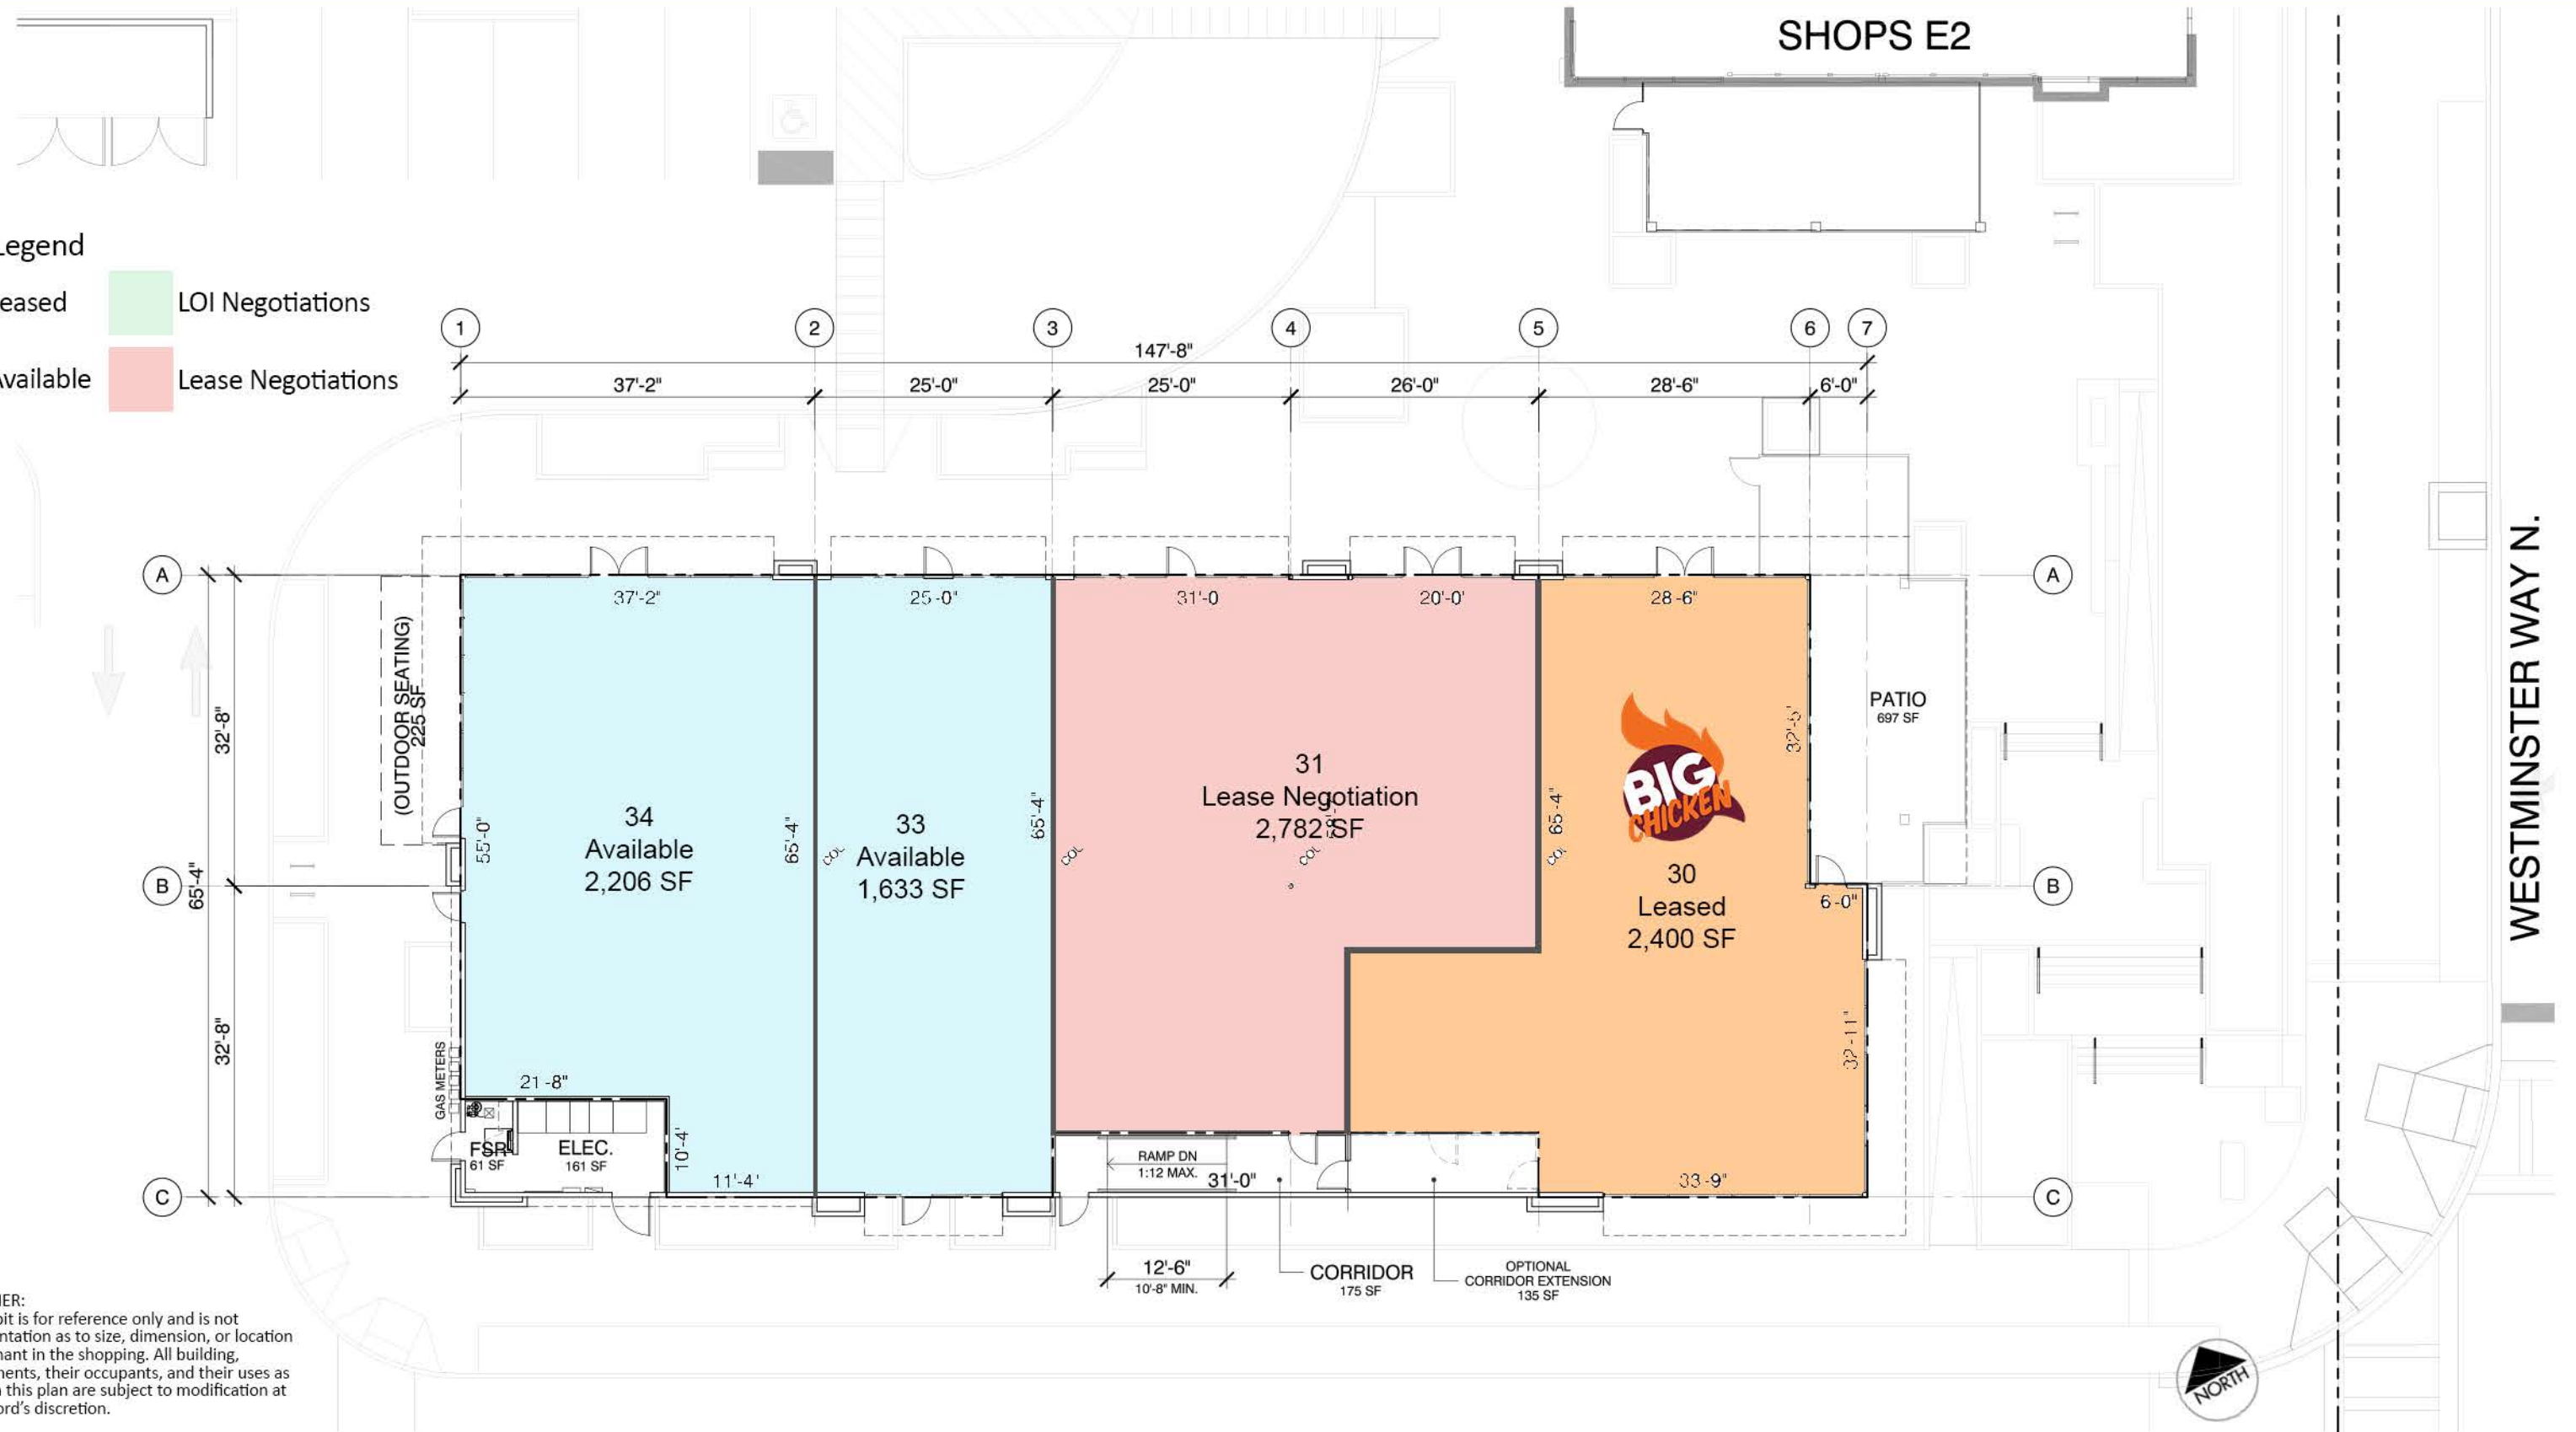 SHOPS E2
Legend
eased
LOI Negotiations
Available
Lease Negotiations
1
2
3
4
5
6
7
147'-8"
37'-2"
25'-0"
25'-0"
26'-0"
28'-6"
6'-0"
A
A
37'-2"
25'-0"
31'-0
20'-0'
28'-6"
(OUTDOOR SEATING)
225 SF
32'-8"
65'-4"
32'-8"
55'-0"
34
Available
2,206 SF
65'-4"
COL
33
Available
1,633 SF
65'-4"
COL
31
Lease Negotiation
2,782 SF
COL
65'-4"
COL
BIG
CHICKEN
30
Leased
2,400 SF
PATIO
697 SF
B
B
6'-0"
32'-11"
WESTMINSTER WAY N.
GAS METERS
21'-8"
FSR
61 SF
ELEC.
161 SF
10'-4'
11'-4'
RAMP DN
1:12 MAX.
31'-0"
33'-9"
C
C
12'-6"
10'-8" MIN.
CORRIDOR
175 SF
OPTIONAL
CORRIDOR EXTENSION
135 SF
NORTH
ER:
bit is for reference only and is not
ntation as to size, dimension, or location
nant in the shopping. All building,
nents, their occupants, and their uses as
this plan are subject to modification at
ord's discretion.